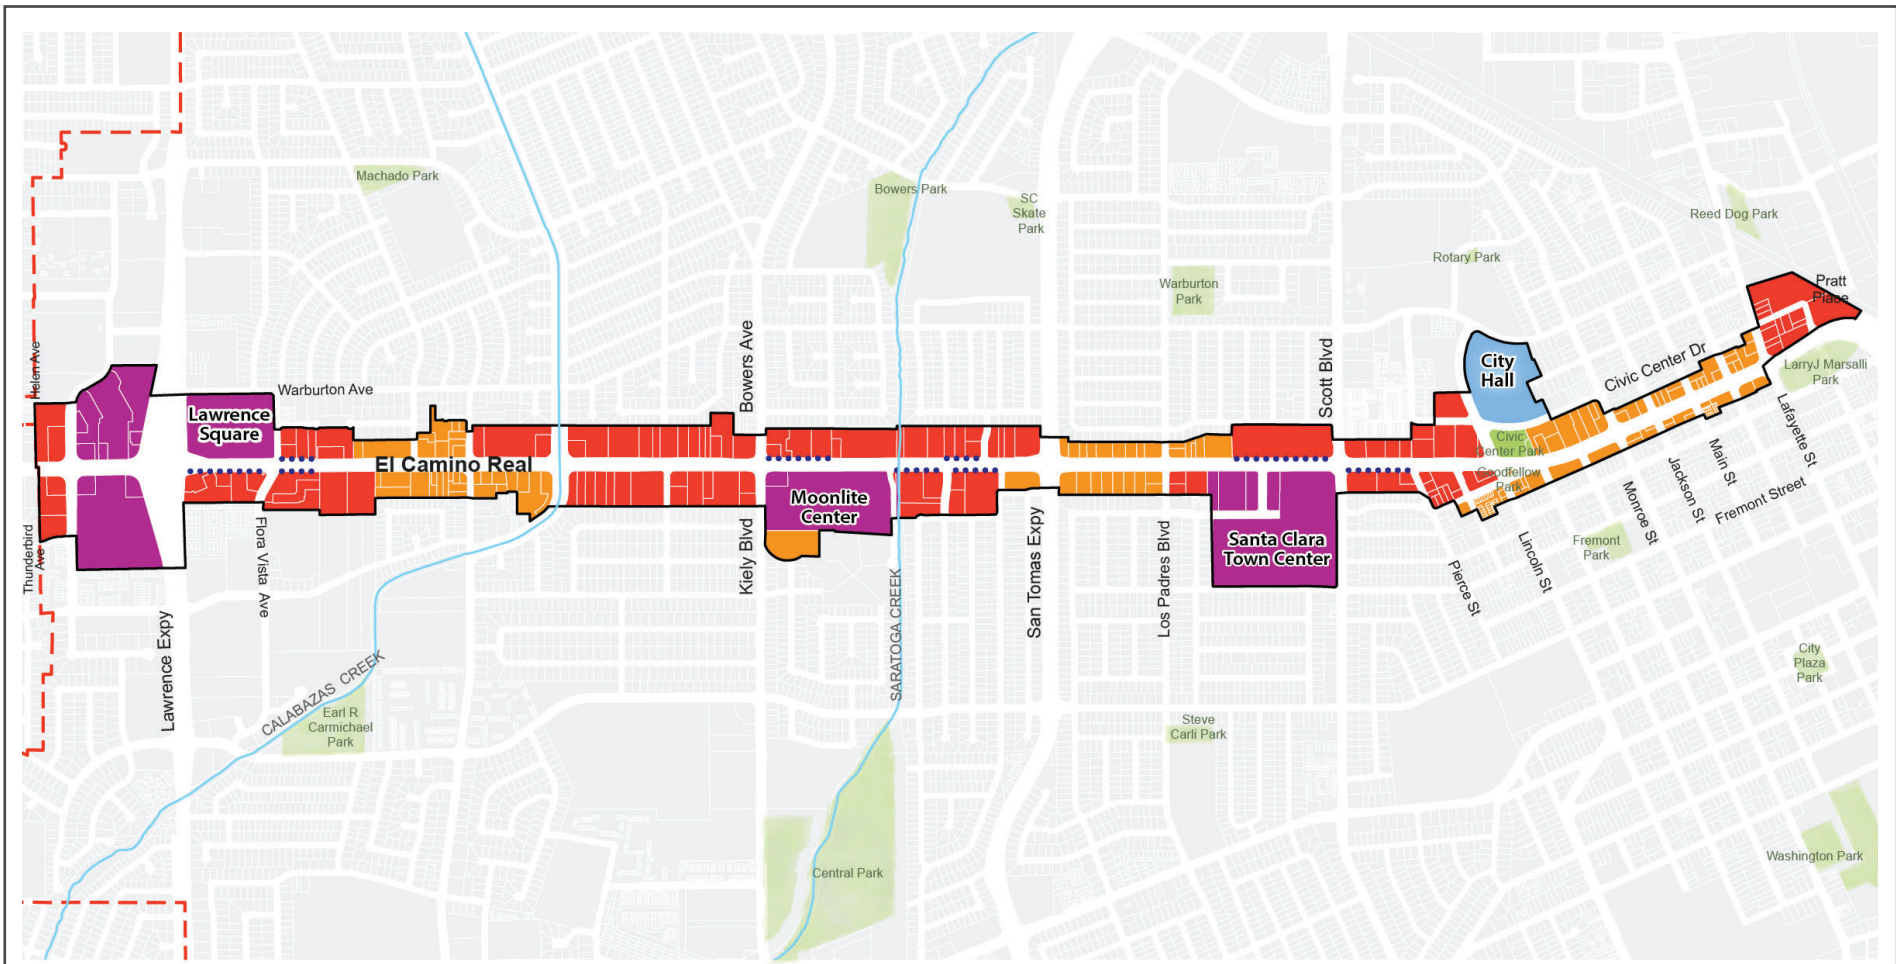 Machado Park
Bowers Park
SC
Skate
Park
Reed Dog Park
Rotary Park
Warburton
Park
Pratt
Place
Helen Ave
Bowers Ave
Scott Blvd
City
Hall
Civic Center Dr
Larry J Marsalli
Park
Warburton Ave
Lawrence
Square
El Camino Real
Civic
Center Park
Goodfellow
Park
Lafayette St
Main St
Jackson St
Monroe St
Fremont Street
Moonlite
Center
Santa Clara
Town Center
Thunderbird
Ave
Flora Vista Ave
Kiely Blvd
San Tomas Expy
Los Padres Blvd
Pierce St
Lincoln St
Fremont
Park
Lawrence Expy
CALABAZAS CREEK
SARATOGA CREEK
City
Plaza
Park
Earl R
Carmichael
Park
Steve
Carli Park
Central Park
Washington Park